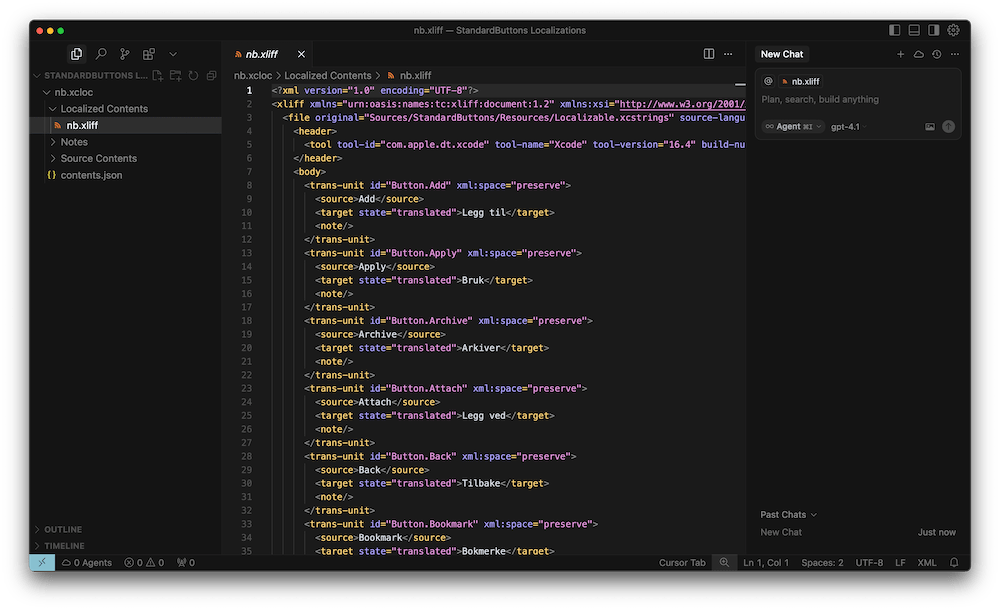 nb.xliff — StandardButtons Localizations
STANDARDBUTTONS L...
nb.xcloc
Localized Contents
nb.xliff
Notes
Source Contents
{} contents.json
OUTLINE
TIMELINE
nb.xliff
nb.xcloc > Localized Contents > nb.xliff
1 <?xml version="1.0" encoding="UTF-8"?>
2 <xliff xmlns="urn:oasis:names:tc:xliff:document:1.2" xmlns:xsi="http://www.w3.org/2001/
3 <file original="Sources/StandardButtons/Resources/Localizable.xcstrings" source-langu
4 <header>
5 <tool tool-id="com.apple.dt.xcode" tool-name="Xcode" tool-version="16.4" build-nu
6 </header>
7 <body>
8 <trans-unit id="Button.Add" xml:space="preserve">
9 <source>Add</source>
10 <target state="translated">Legg til</target>
11 <note/>
12 </trans-unit>
13 <trans-unit id="Button.Apply" xml:space="preserve">
14 <source>Apply</source>
15 <target state="translated">Bruk</target>
16 <note/>
17 </trans-unit>
18 <trans-unit id="Button.Archive" xml:space="preserve">
19 <source>Archive</source>
20 <target state="translated">Arkiver</target>
21 <note/>
22 </trans-unit>
23 <trans-unit id="Button.Attach" xml:space="preserve">
24 <source>Attach</source>
25 <target state="translated">Legg ved</target>
26 <note/>
27 </trans-unit>
28 <trans-unit id="Button.Back" xml:space="preserve">
29 <source>Back</source>
30 <target state="translated">Tilbake</target>
31 <note/>
32 </trans-unit>
33 <trans-unit id="Button.Bookmark" xml:space="preserve">
34 <source>Bookmark</source>
35 <target state="translated">Bokmerke</target>
New Chat
@ nb.xliff
Plan, search, build anything
∞ Agent ⌘I gpt-4.1
Past Chats
New Chat Just now
0 Agents 0 0 0
Cursor Tab Ln 1, Col 1 Spaces: 2 UTF-8 LF XML